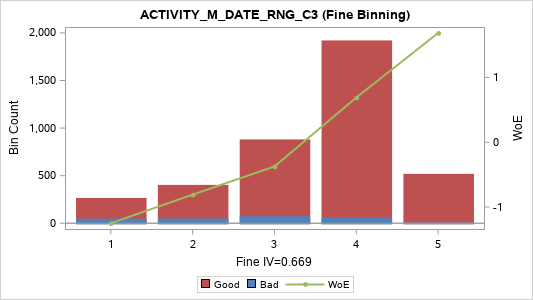 ACTIVITY_M_DATE_RNG_C3 (Fine Binning)
2,000
1,500
1,000
500
0
Bin Count
1
0
-1
WoE
1 2 3 4 5
Fine IV=0.669
Good Bad WoE